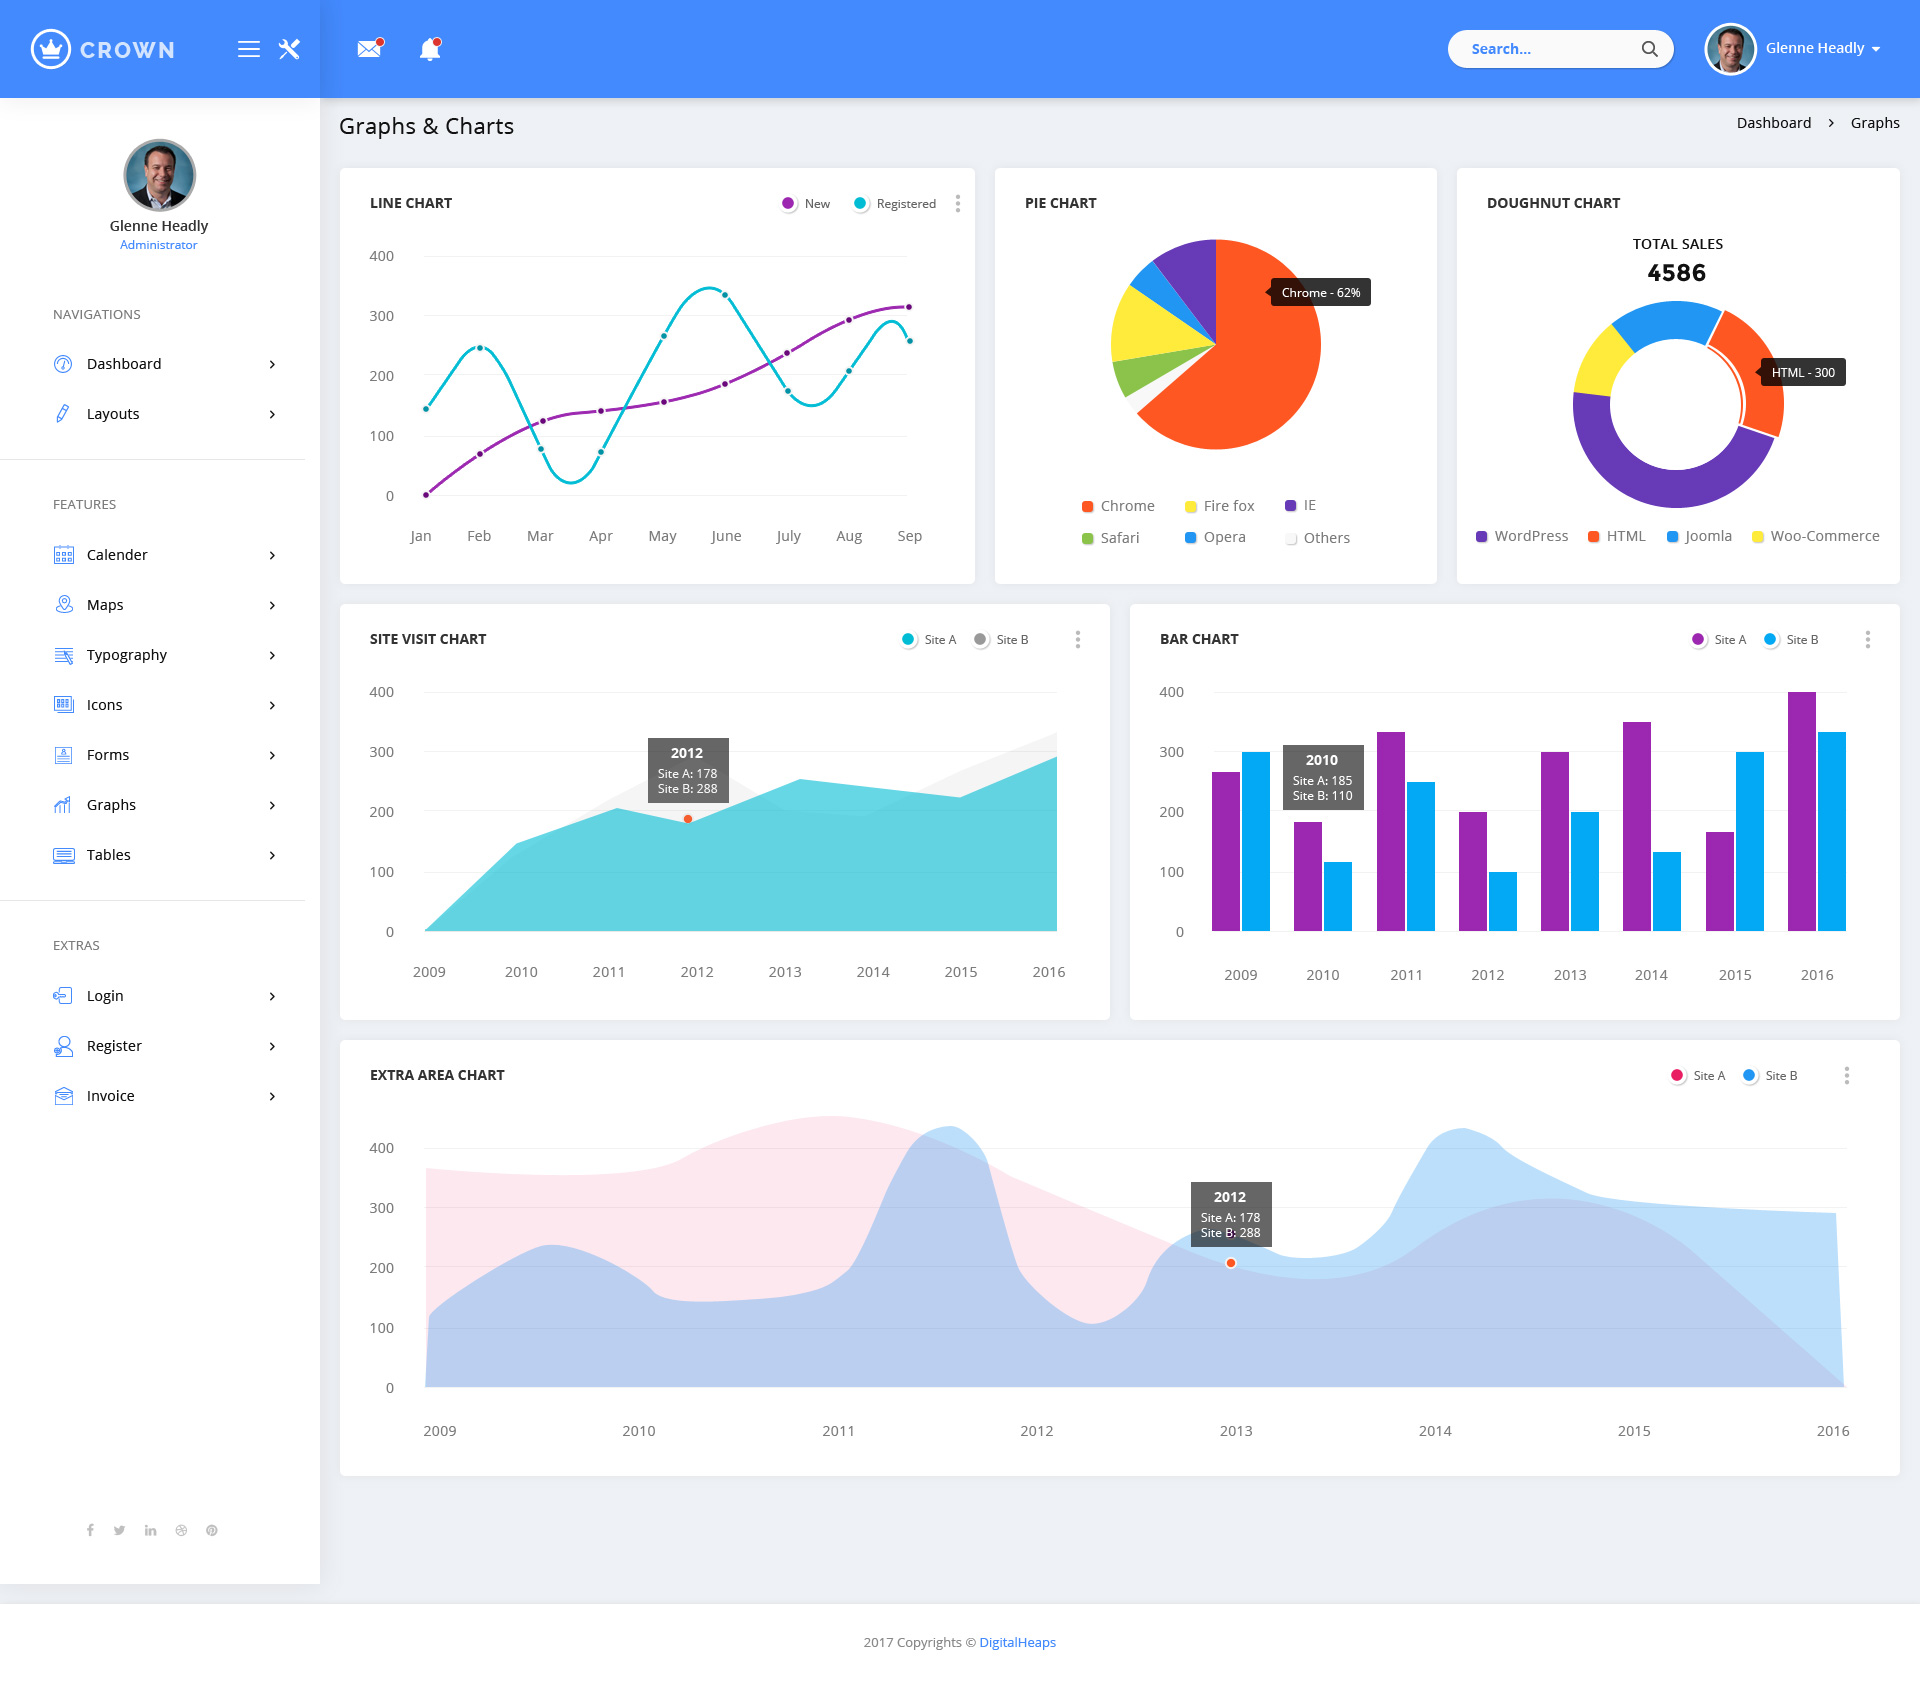 CROWN
Search...
Glenne Headly
Graphs & Charts
Dashboard
Graphs
Glenne Headly
Administrator
NAVIGATIONS
Dashboard
Layouts
FEATURES
Calender
Maps
Typography
Icons
Forms
Graphs
Tables
EXTRAS
Login
Register
Invoice
LINE CHART
New
Registered
400
300
200
100
0
Jan Feb Mar Apr May June July Aug Sep
PIE CHART
Chrome - 62%
Chrome Fire fox IE
Safari Opera Others
DOUGHNUT CHART
TOTAL SALES
4586
HTML - 300
WordPress HTML Joomla Woo-Commerce
SITE VISIT CHART
Site A Site B
400
300
200
100
0
2012
Site A: 178
Site B: 288
2009 2010 2011 2012 2013 2014 2015 2016
BAR CHART
Site A Site B
400
300
200
100
0
2010
Site A: 185
Site B: 110
2009 2010 2011 2012 2013 2014 2015 2016
EXTRA AREA CHART
Site A Site B
400
300
200
100
0
2012
Site A: 178
Site B: 288
2009 2010 2011 2012 2013 2014 2015 2016
2017 Copyrights © DigitalHeaps